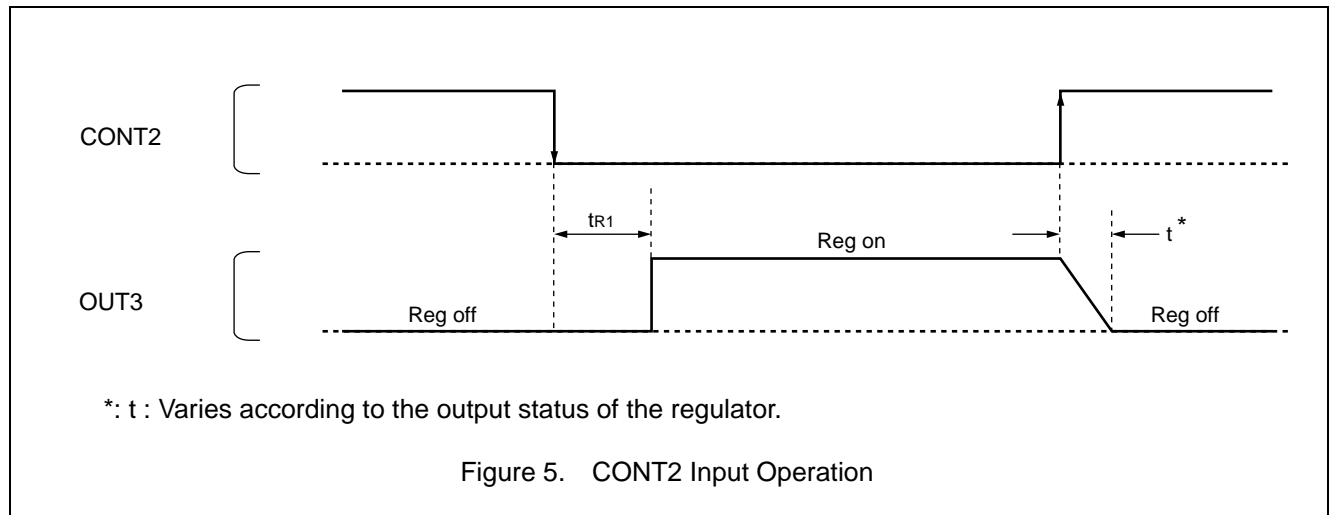 CONT2
tR1
Reg on
t *
OUT3
Reg off
Reg off
*: t : Varies according to the output status of the regulator.
Figure 5. CONT2 Input Operation